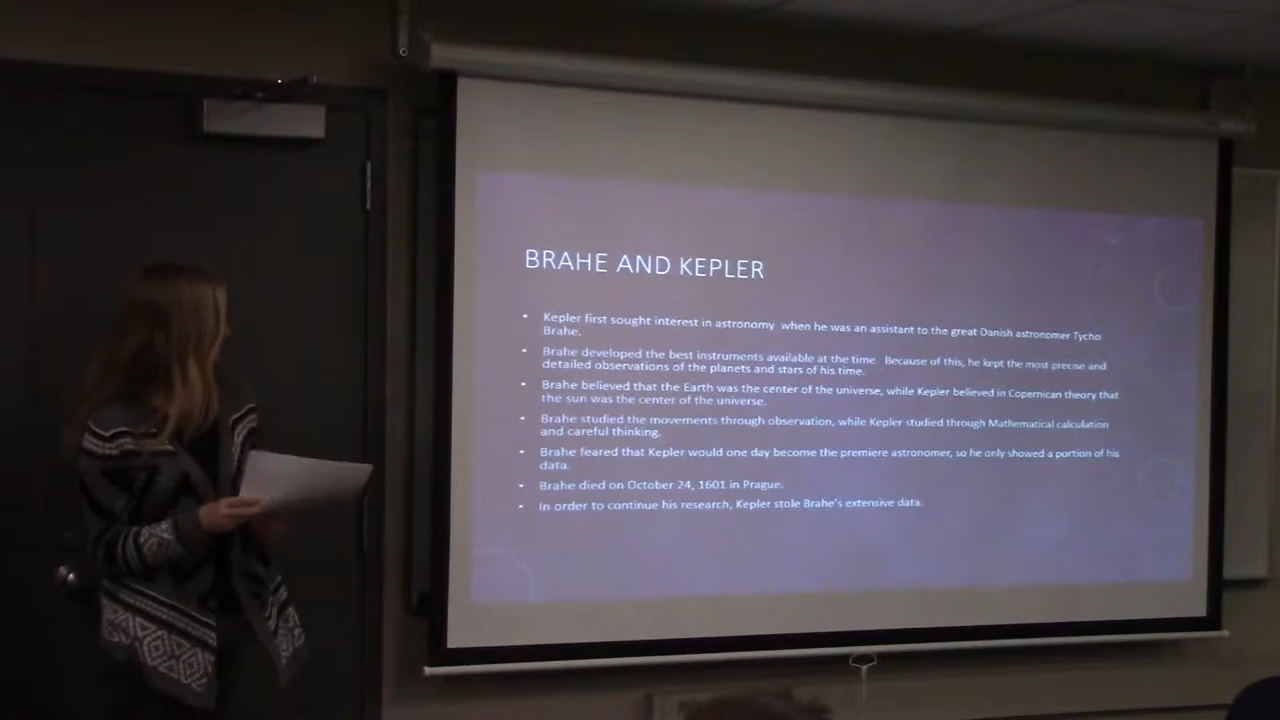 BRAHE AND KEPLER
• Kepler first sought interest in astronomy when he was an assistant to the great Danish astronomer Tycho
Brahe.
• Brahe developed the best instruments available at the time. Because of this, he kept the most precise and
detailed observations of the planets and stars of his time.
• Brahe believed that the Earth was the center of the universe, while Kepler believed in Copernican theory that
the sun was the center of the universe.
• Brahe studied the movements through observation, while Kepler studied through Mathematical calculation
and careful thinking.
• Brahe feared that Kepler would one day become the premiere astronomer, so he only showed a portion of his
data.
• Brahe died on October 24, 1601 in Prague.
• In order to continue his research, Kepler stole Brahe's extensive data.